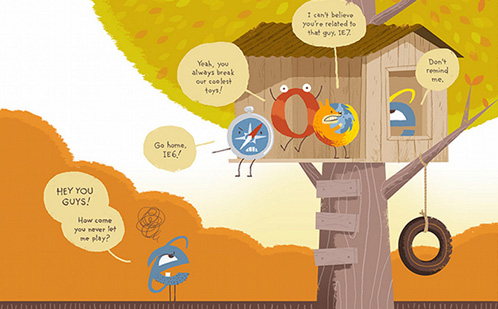 I can't believe
you're related to
that guy, IE7.
Yeah, you
always break
our coolest
toys!
Don't
remind
me.
Go home,
IE6!
HEY YOU
GUYS!
How come
you never let
me play?